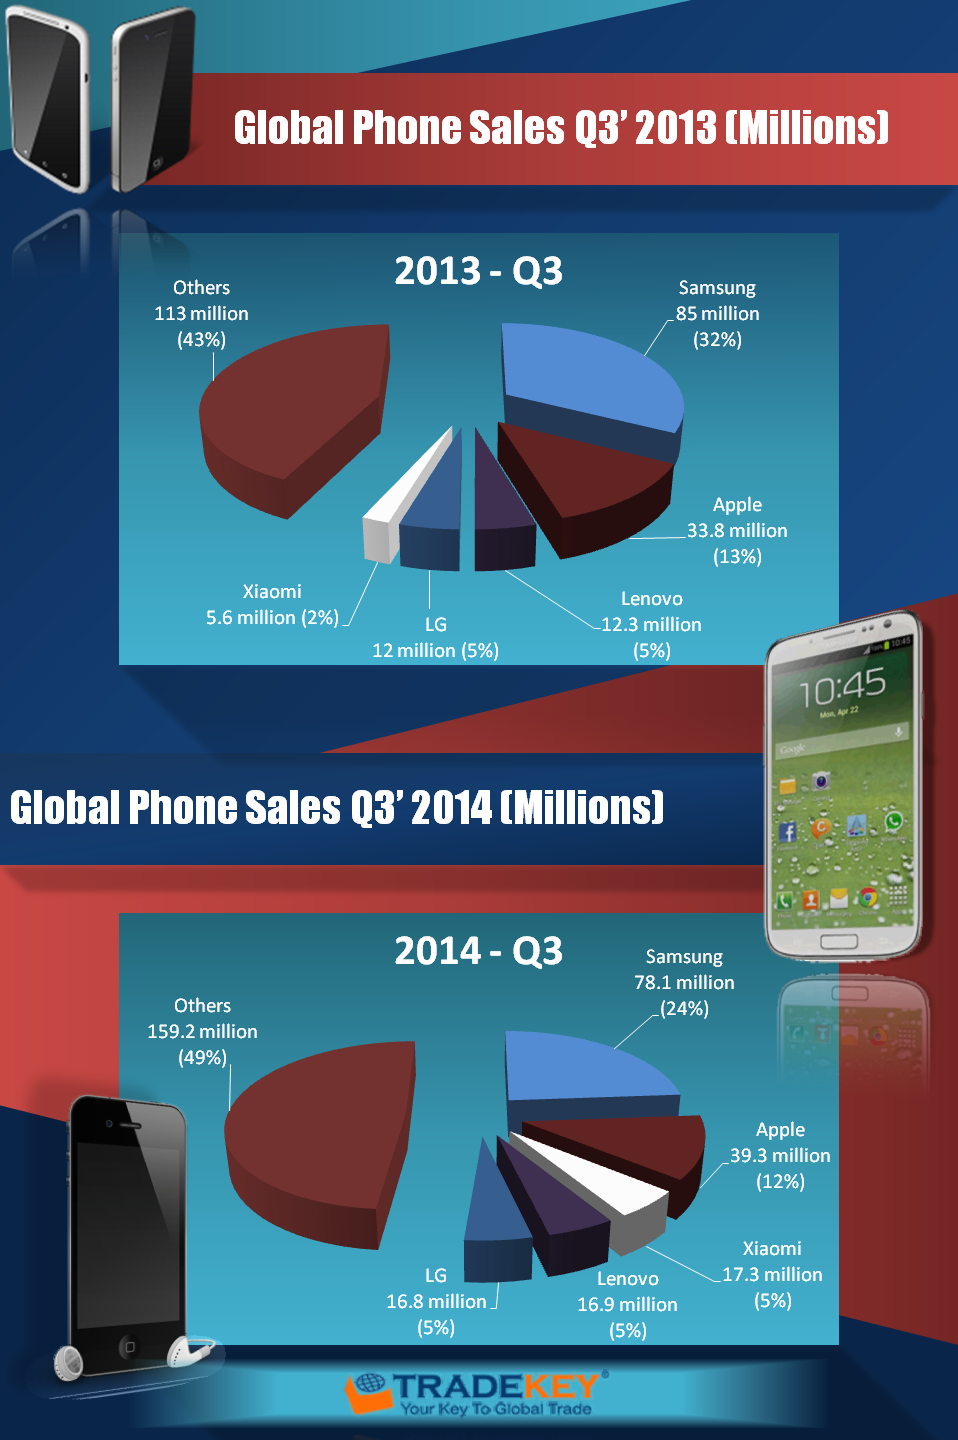 Global Phone Sales Q3’ 2013 (Millions)
2013 - Q3
Others
113 million
(43%)
Samsung
85 million
(32%)
Apple
33.8 million
(13%)
Lenovo
12.3 million
(5%)
LG
12 million (5%)
Xiaomi
5.6 million (2%)
10:45
10:45
Mon, Apr 22
Google
Global Phone Sales Q3’ 2014 (Millions)
2014 - Q3
Samsung
78.1 million
(24%)
Others
159.2 million
(49%)
Apple
39.3 million
(12%)
Xiaomi
17.3 million
(5%)
Lenovo
16.9 million
(5%)
LG
16.8 million
(5%)
TRADEKEY®
Your Key To Global Trade